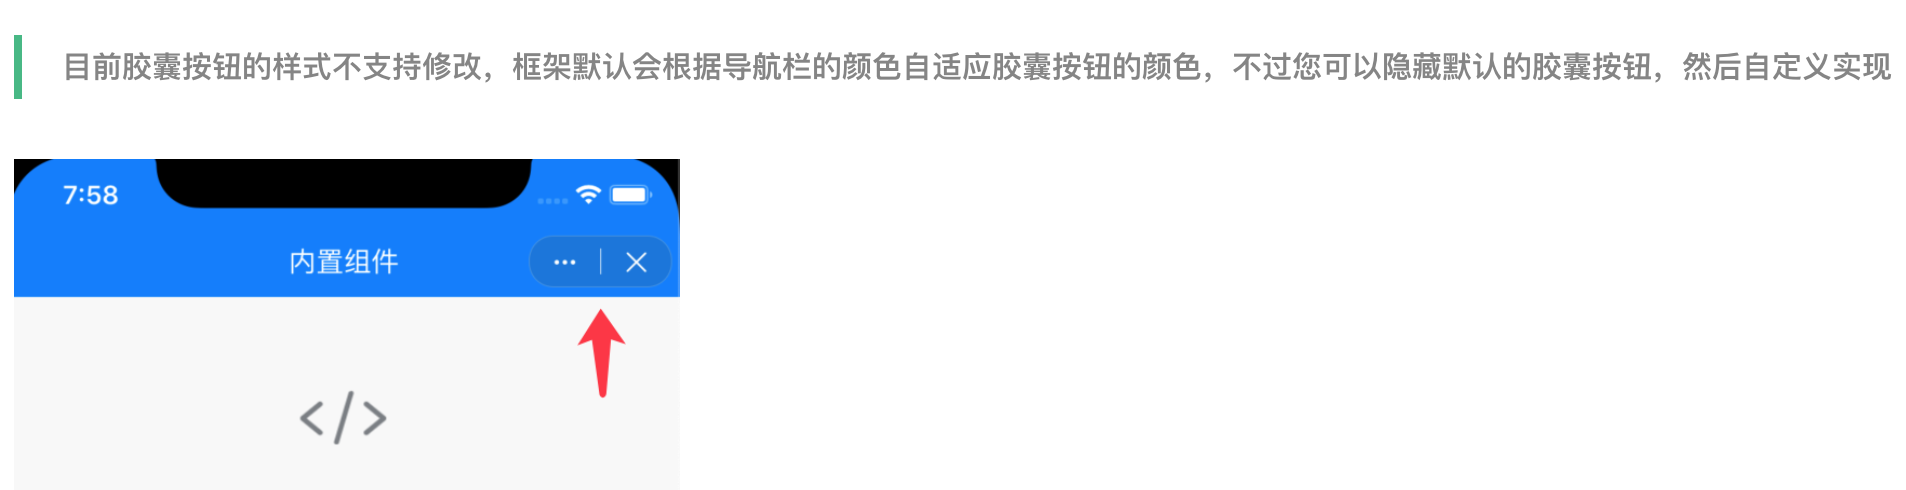 目前胶囊按钮的样式不支持修改，框架默认会根据导航栏的颜色自适应胶囊按钮的颜色，不过您可以隐藏默认的胶囊按钮，然后自定义实现
7:58
内置组件
</>